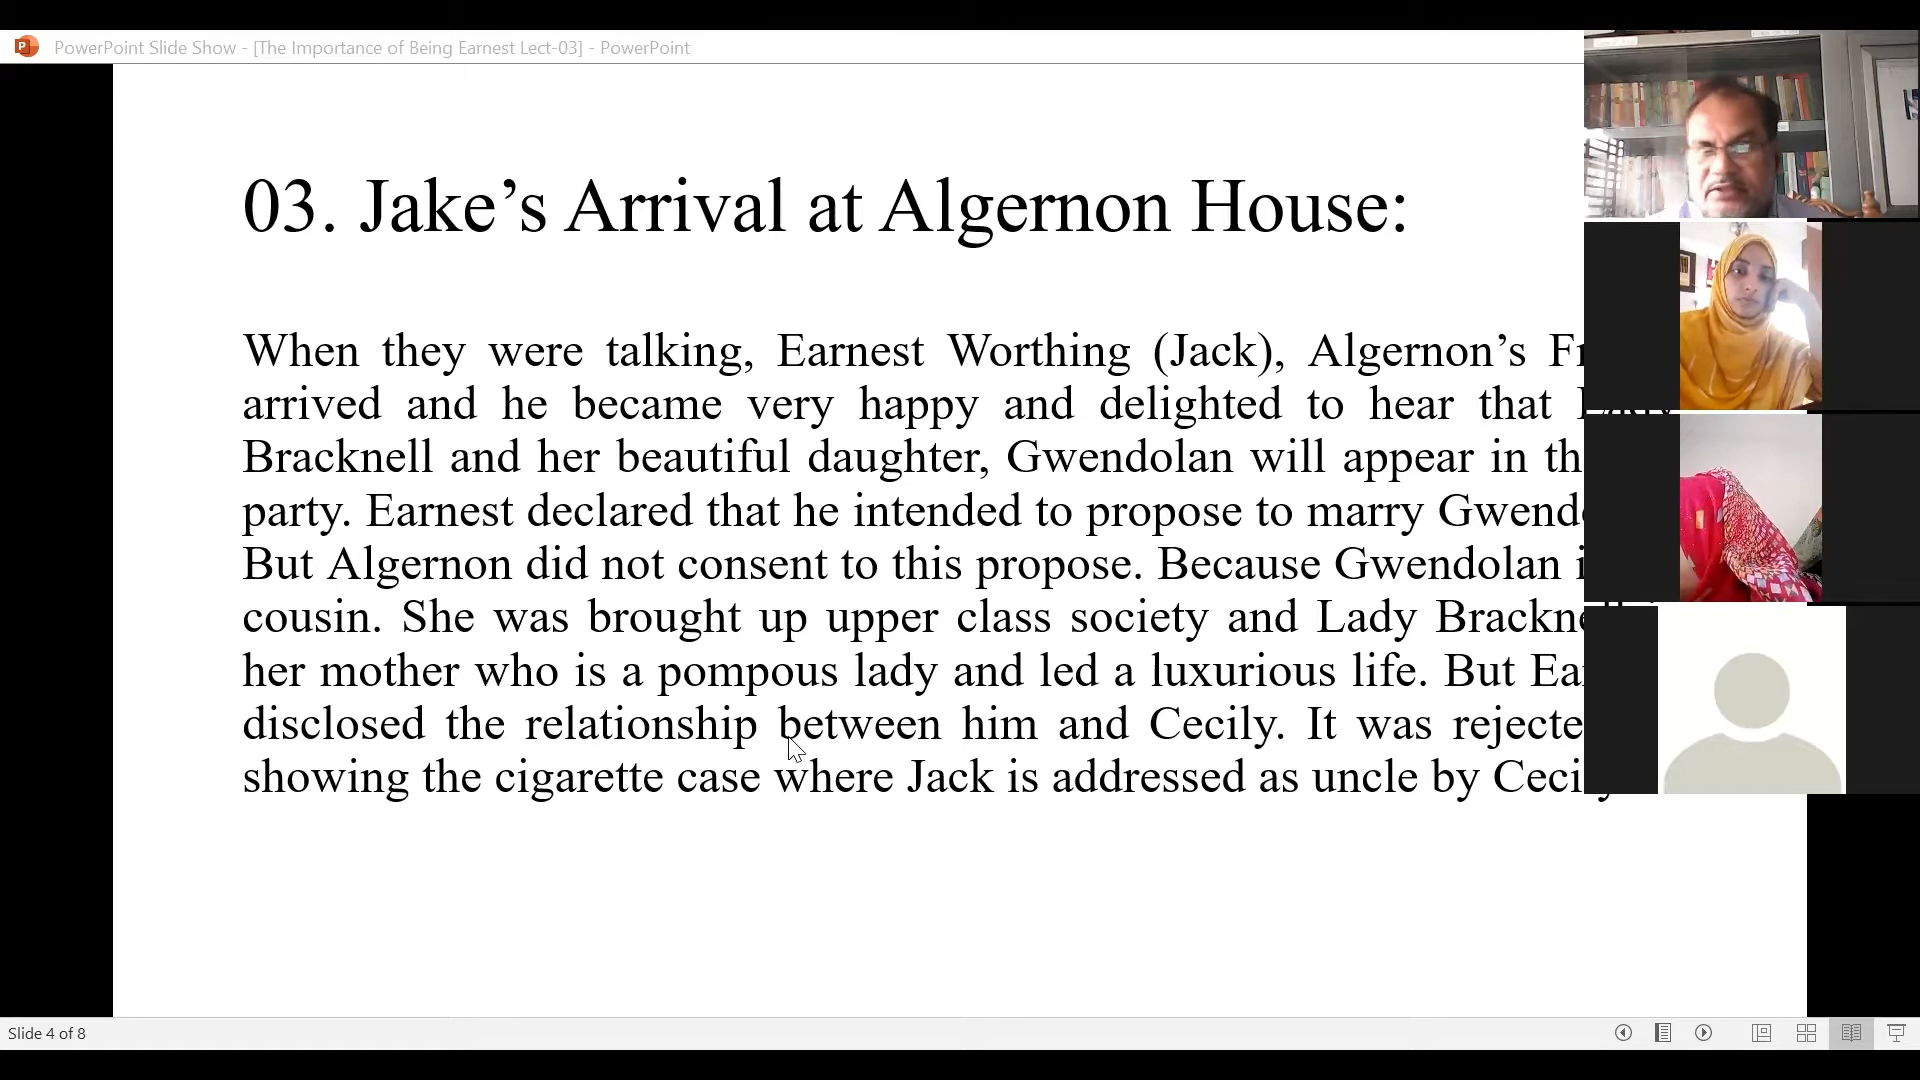 PowerPoint Slide Show - [The Importance of Being Earnest Lect-03] - PowerPoint
03. Jake’s Arrival at Algernon House:
When they were talking, Earnest Worthing (Jack), Algernon’s
arrived and he became very happy and delighted to hear that
Bracknell and her beautiful daughter, Gwendolan will appear in
party. Earnest declared that he intended to propose to marry
But Algernon did not consent to this propose. Because Gwendolan
cousin. She was brought up upper class society and Lady
her mother who is a pompous lady and led a luxurious life. But
disclosed the relationship between him and Cecily. It was
showing the cigarette case where Jack is addressed as uncle by
Slide 4 of 8